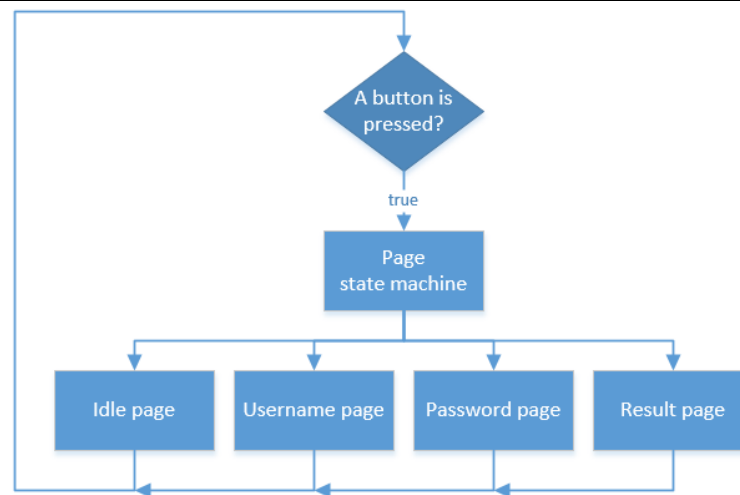 A button is
pressed?
true
Page
state machine
Idle page
Username page
Password page
Result page